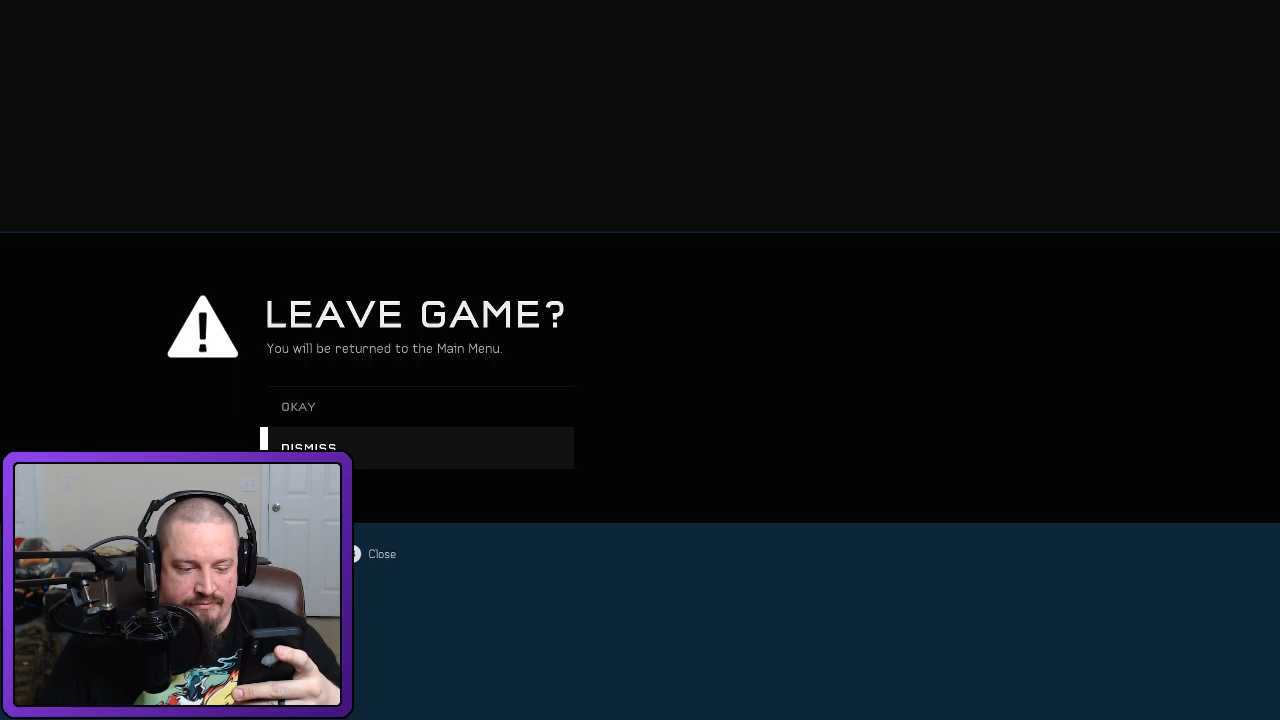 LEAVE GAME?
You will be returned to the Main Menu.
OKAY
DISMISS
Close